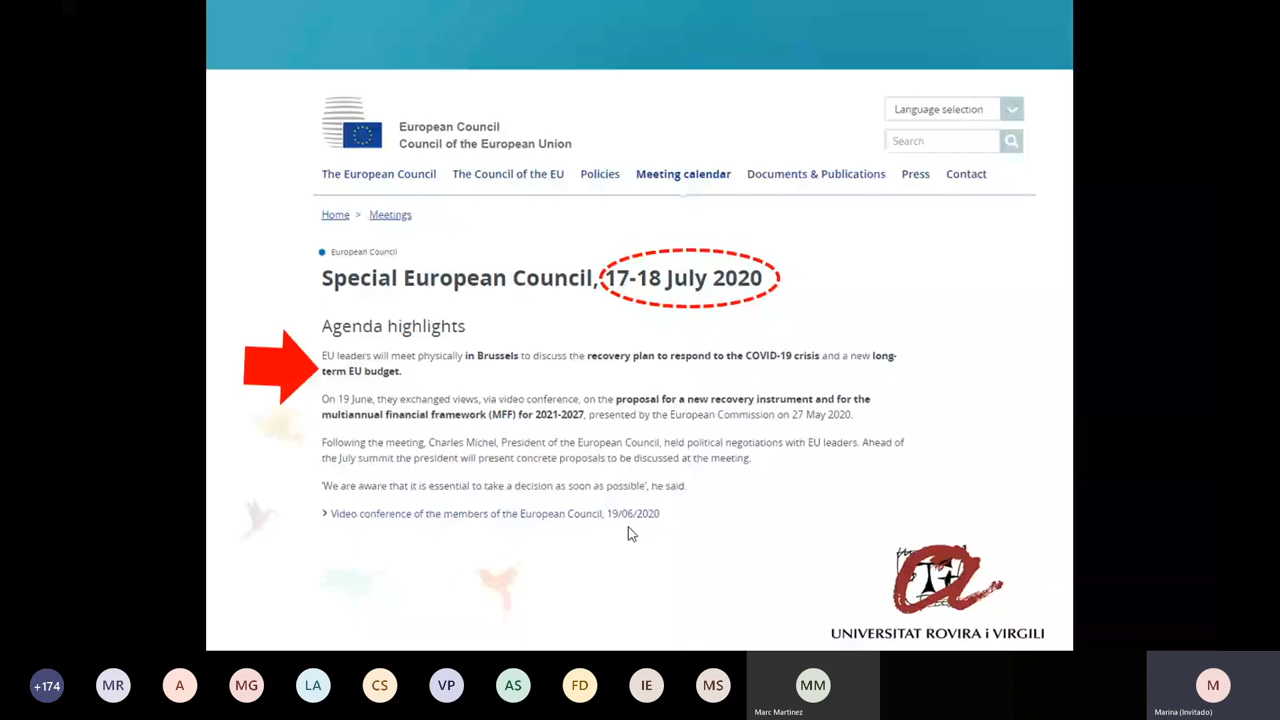 Language selection
European Council
Council of the European Union
Search
The European Council The Council of the EU Policies Meeting calendar Documents & Publications Press Contact
Home > Meetings
European Council
Special European Council, 17-18 July 2020
Agenda highlights
EU leaders will meet physically in Brussels to discuss the recovery plan to respond to the COVID-19 crisis and a new long-
term EU budget.
On 19 June, they exchanged views, via video conference, on the proposal for a new recovery instrument and for the
multiannual financial framework (MFF) for 2021-2027, presented by the European Commission on 27 May 2020.
Following the meeting, Charles Michel, President of the European Council, held political negotiations with EU leaders. Ahead of
the July summit the president will present concrete proposals to be discussed at the meeting.
'We are aware that it is essential to take a decision as soon as possible', he said.
> Video conference of the members of the European Council, 19/06/2020
UNIVERSITAT ROVIRA i VIRGILI
+174 MR A MG LA CS VP AS FD IE MS MM M
Marc Martinez Marina (Invitado)